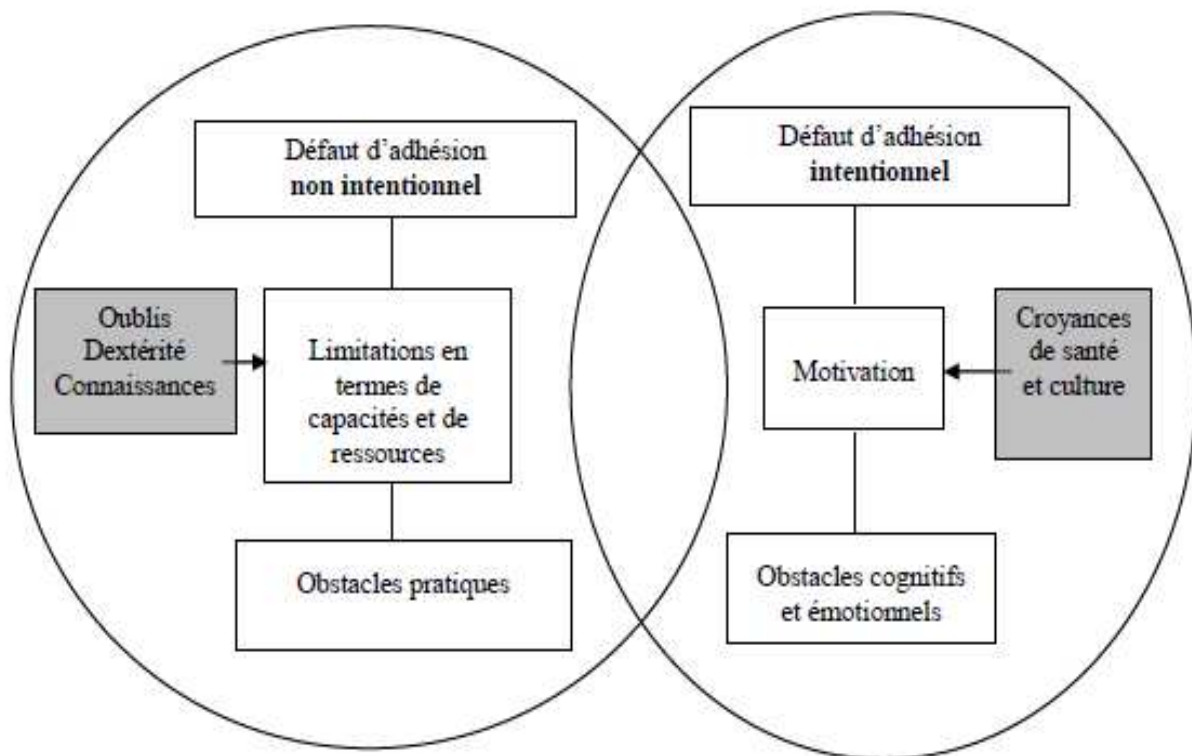 Défaut d'adhésion
non intentionnel
Oublis
Dextérité
Connaissances
Limitations en
termes de
capacités et de
ressources
Obstacles pratiques
Défaut d'adhésion
intentionnel
Motivation
Croyances
de santé
et culture
Obstacles cognitifs
et émotionnels